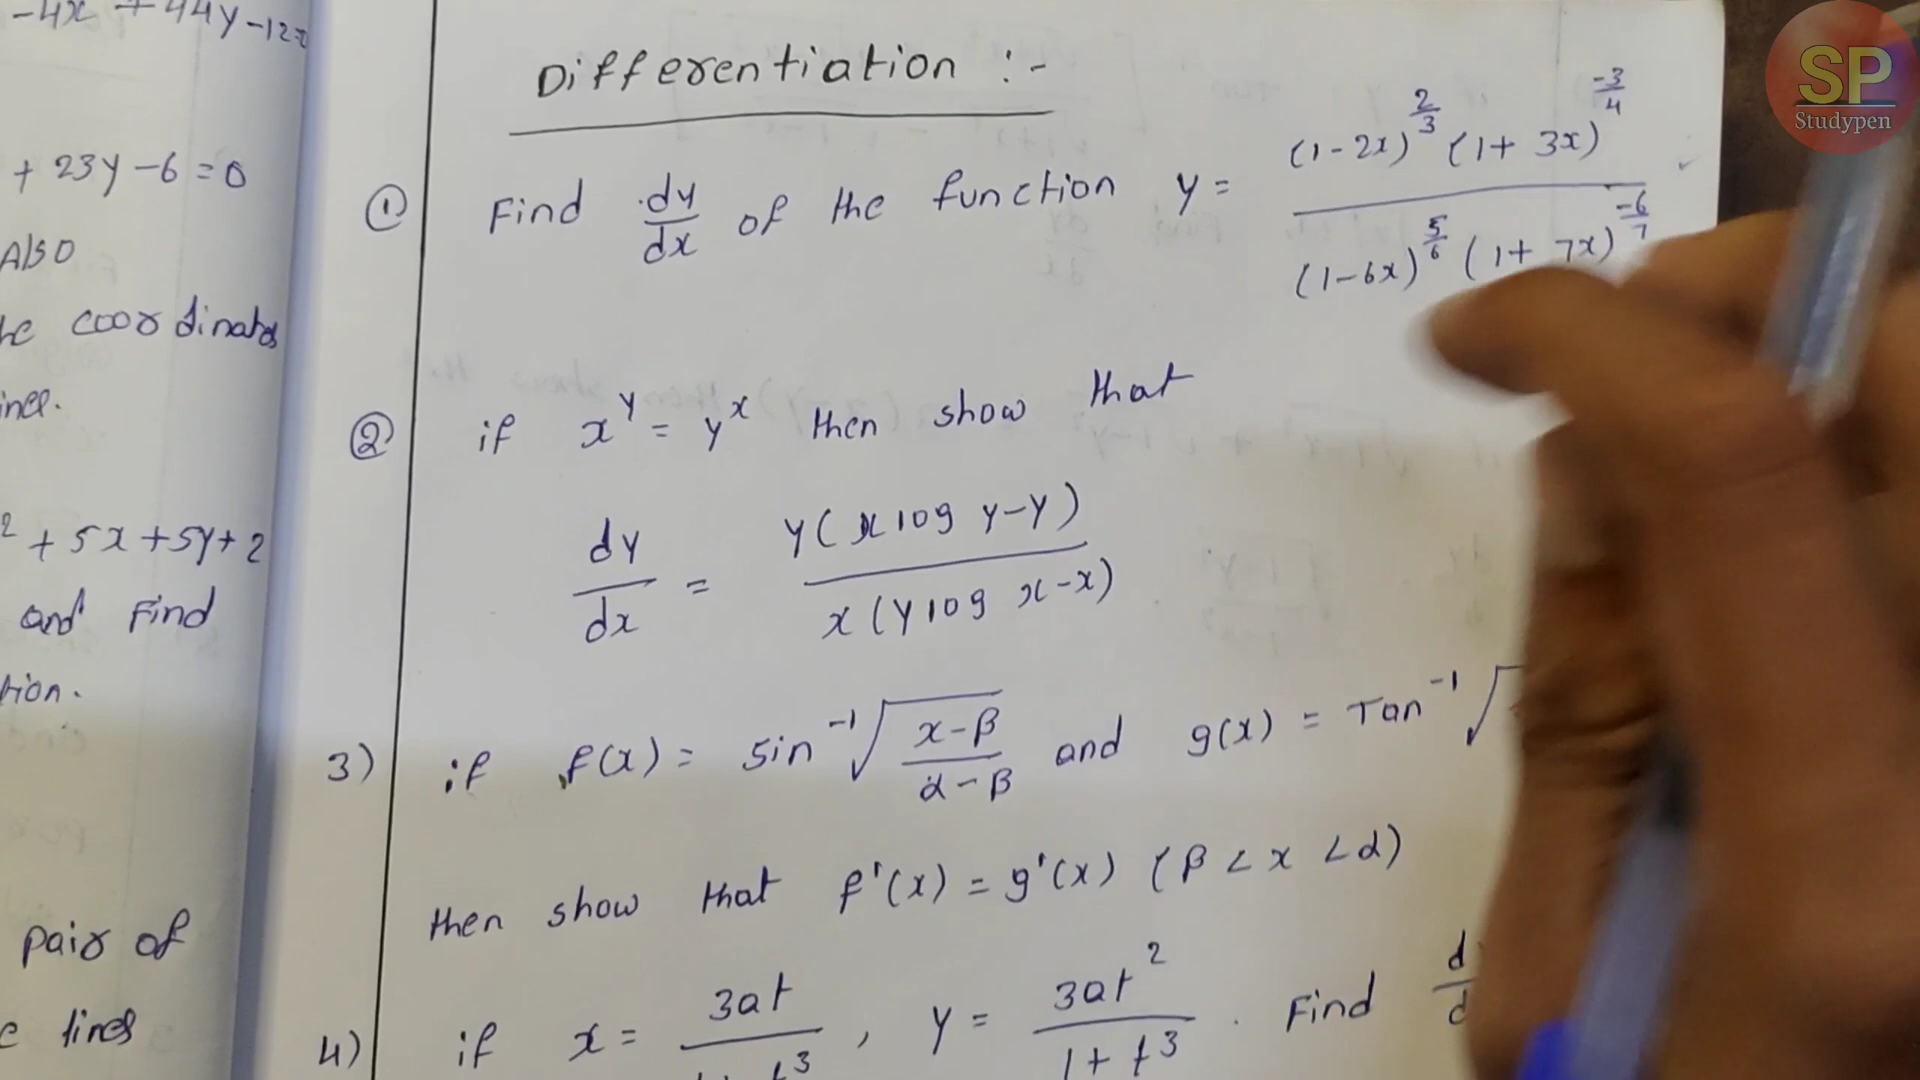 -4x + 44y-12=0
+ 23y-6=0
Also
coordinates
2 + 5x+5y+2
and Find
pair of
lines
SP
Studypen
Differentiation :-
① Find dy/dx of the function y = (1-2x)^2/3 (1+3x)^-3/4 / (1-6x)^5/6 (1+7x)^-6/7
② if x^y = y^x then show that
dy/dx = y(x log y-y) / x(y log x-x)
3) if f(x) = sin^-1 √x-β/α-β and g(x) = Tan^-1 √
then show that f'(x) = g'(x) (β < x < α)
4) if x = 3at / t^3 , y = 3at^2 / 1+t^3 . Find d/d